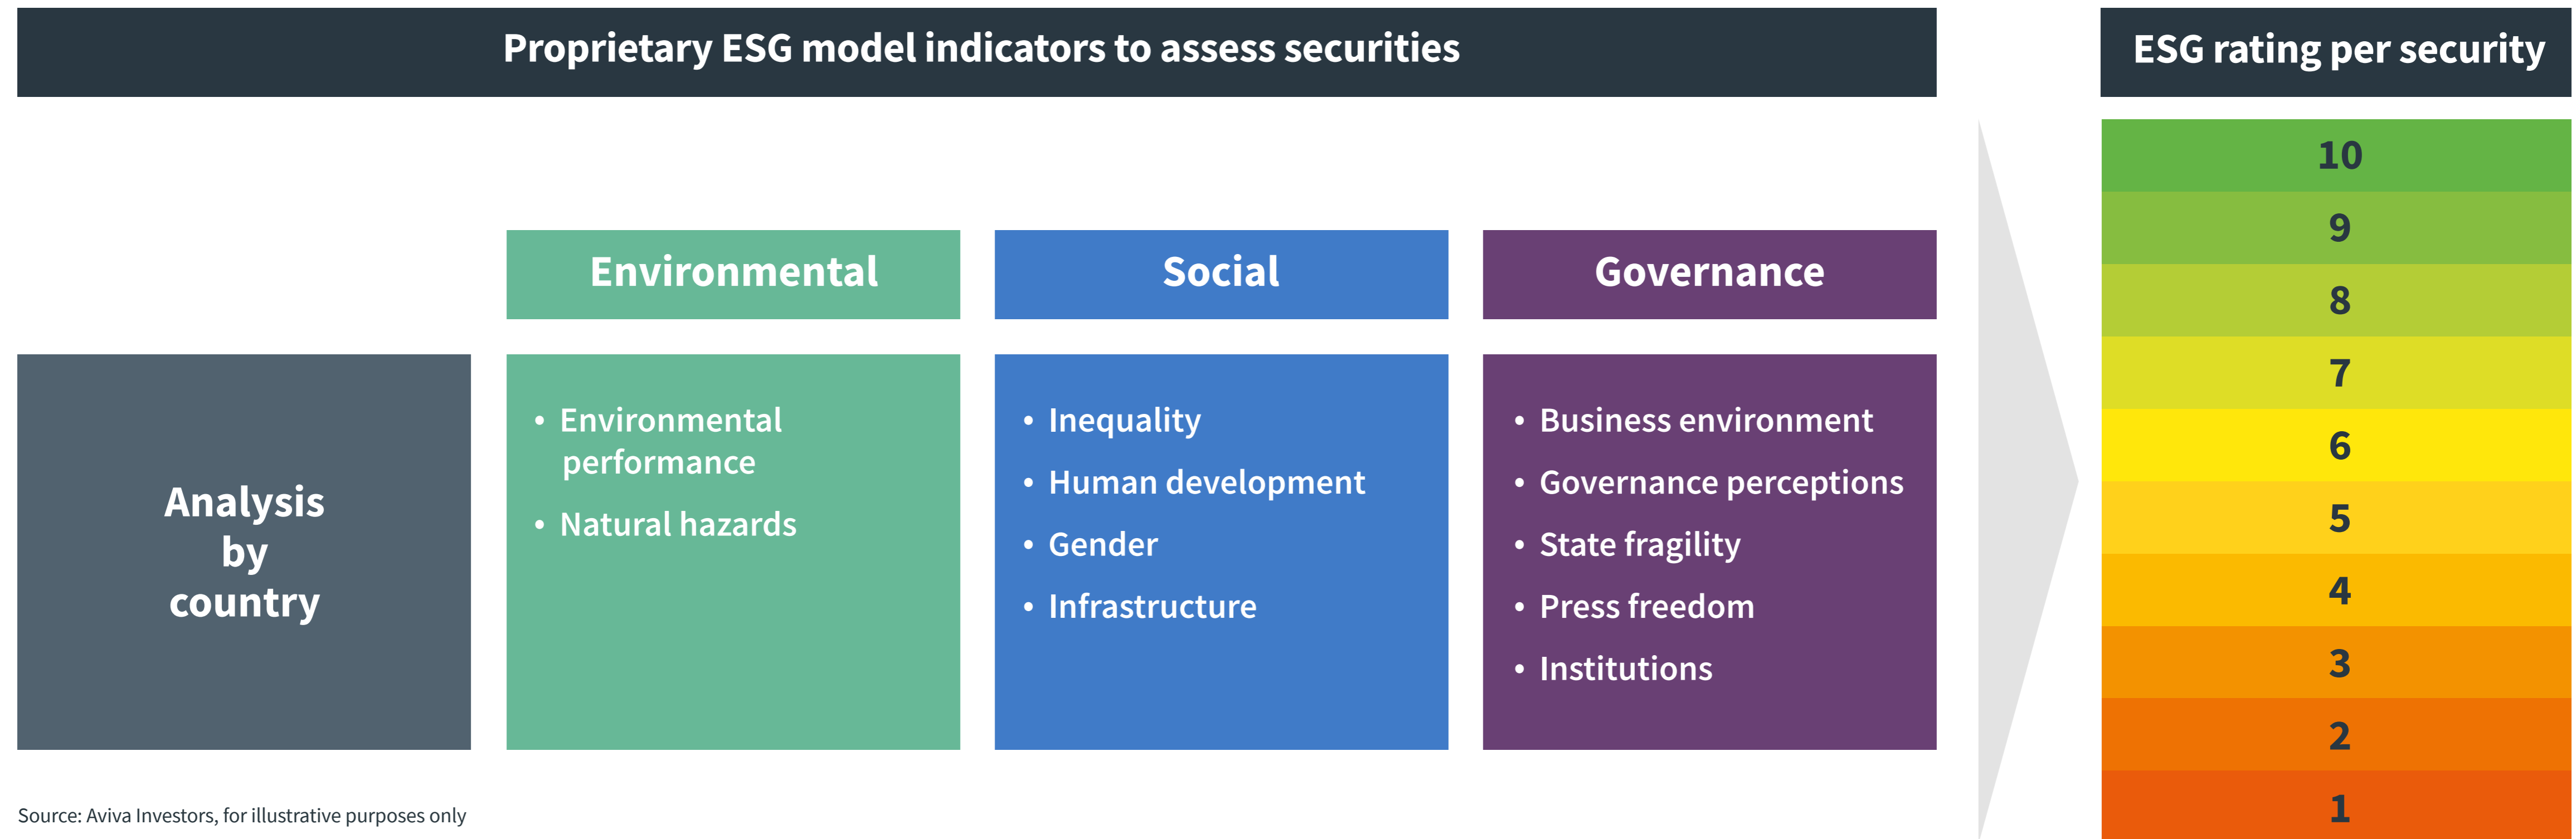 Proprietary ESG model indicators to assess securities
ESG rating per security
Environmental
Social
Governance
Analysis
by
country
• Environmental
performance
• Natural hazards
• Inequality
• Human development
• Gender
• Infrastructure
• Business environment
• Governance perceptions
• State fragility
• Press freedom
• Institutions
10
9
8
7
6
5
4
3
2
1
Source: Aviva Investors, for illustrative purposes only